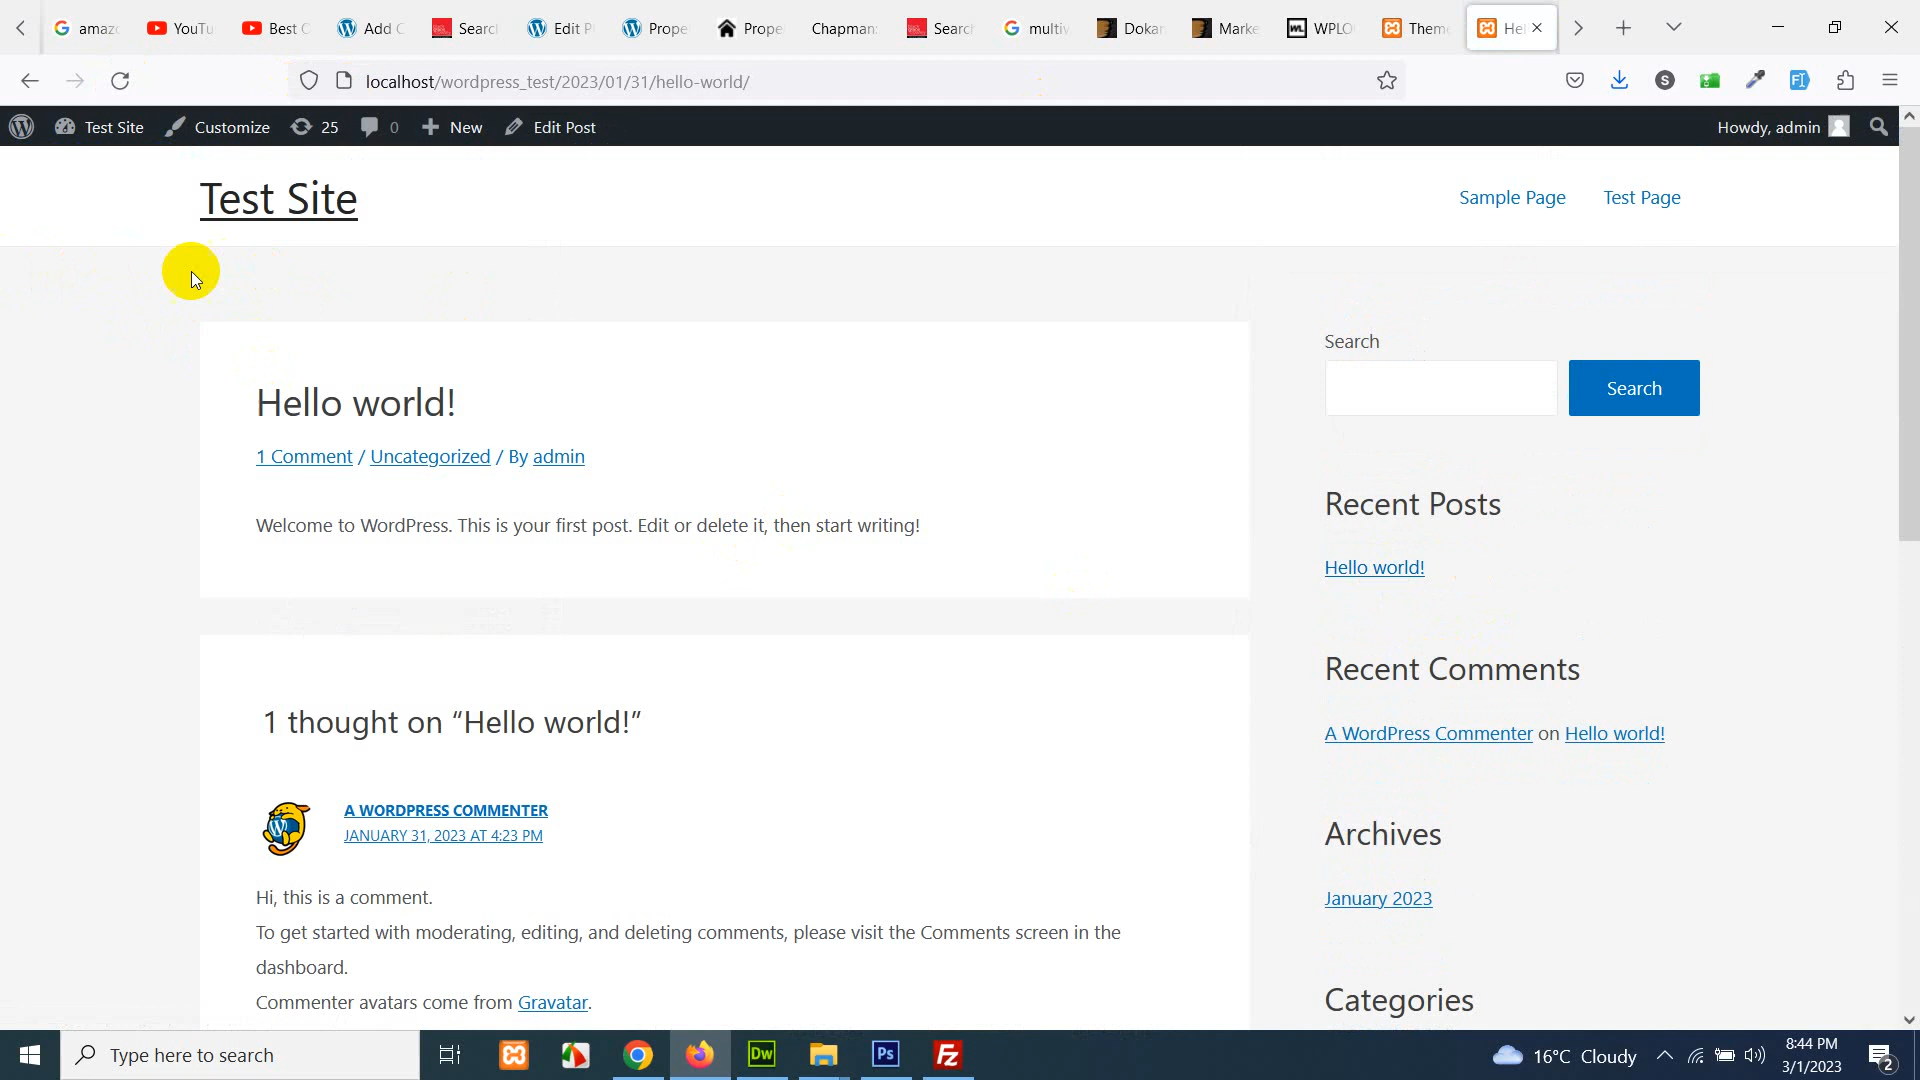 amaz
YouTu
Best
Add
Searc
Edit P
Prope
Prope
Chapman
Searc
multiv
Dokan
Marke
WPLO
Theme
Hel
localhost/wordpress_test/2023/01/31/hello-world/
Test Site
Customize
25
0
New
Edit Post
Howdy, admin
Test Site
Sample Page
Test Page
Hello world!
1 Comment / Uncategorized / By admin
Welcome to WordPress. This is your first post. Edit or delete it, then start writing!
1 thought on “Hello world!”
A WORDPRESS COMMENTER
JANUARY 31, 2023 AT 4:23 PM
Hi, this is a comment.
To get started with moderating, editing, and deleting comments, please visit the Comments screen in the
dashboard.
Commenter avatars come from Gravatar.
Search
Search
Recent Posts
Hello world!
Recent Comments
A WordPress Commenter on Hello world!
Archives
January 2023
Categories
Type here to search
Dw
Ps
Fz
16°C Cloudy
8:44 PM
3/1/2023
2